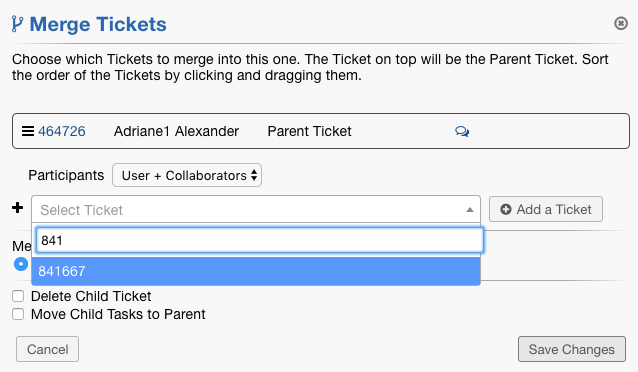 Merge Tickets
Choose which Tickets to merge into this one. The Ticket on top will be the Parent Ticket. Sort
the order of the Tickets by clicking and dragging them.
464726 Adriane1 Alexander Parent Ticket
Participants User + Collaborators
Select Ticket Add a Ticket
841
Me
841667
Delete Child Ticket
Move Child Tasks to Parent
Cancel Save Changes